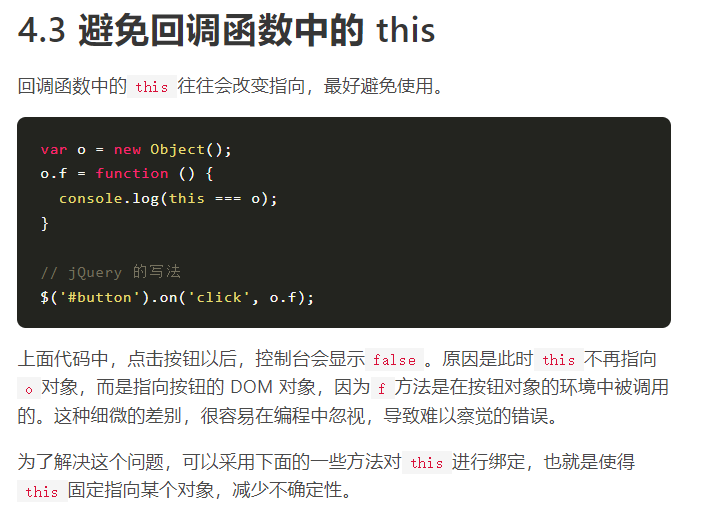 4.3 避免回调函数中的 this
回调函数中的 this 往往会改变指向，最好避免使用。
var o = new Object();
o.f = function () {
  console.log(this === o);
}
// jQuery 的写法
$('#button').on('click', o.f);
上面代码中，点击按钮以后，控制台会显示 false 。原因是此时 this 不再指向
o 对象，而是指向按钮的 DOM 对象，因为 f 方法是在按钮对象的环境中被调用
的。这种细微的差别，很容易在编程中忽视，导致难以察觉的错误。
为了解决这个问题，可以采用下面的一些方法对 this 进行绑定，也就是使得
this 固定指向某个对象，减少不确定性。